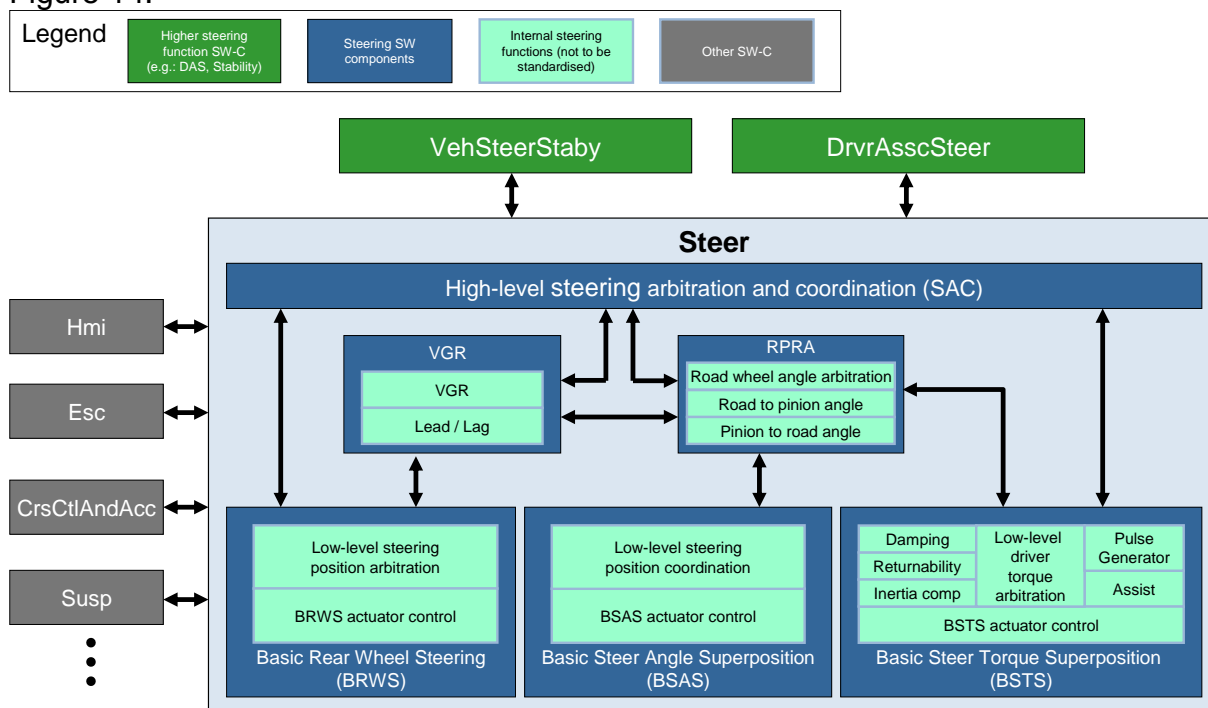 Legend
Higher steering
function SW-C
(e.g.: DAS, Stability)
Steering SW
components
Internal steering
functions (not to be
standardised)
Other SW-C
VehSteerStaby
DrvrAsscSteer
Steer
High-level steering arbitration and coordination (SAC)
Hmi
Esc
CrsCtlAndAcc
Susp
VGR
VGR
Lead / Lag
RPRA
Road wheel angle arbitration
Road to pinion angle
Pinion to road angle
Low-level steering
position arbitration
BRWS actuator control
Basic Rear Wheel Steering
(BRWS)
Low-level steering
position coordination
BSAS actuator control
Basic Steer Angle Superposition
(BSAS)
Damping
Returnability
Inertia comp
Low-level
driver
torque
arbitration
Pulse
Generator
Assist
BSTS actuator control
Basic Steer Torque Superposition
(BSTS)